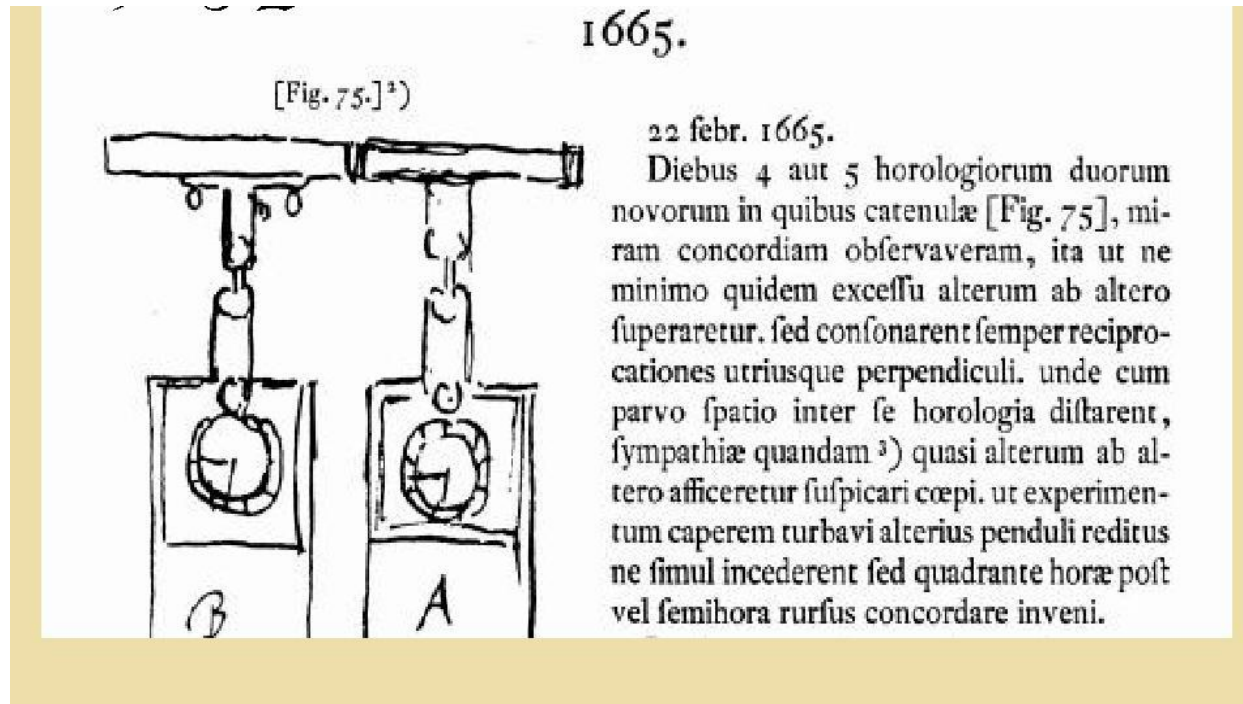 1665.
[Fig. 75.]²)
22 febr. 1665.
Diebus 4 aut 5 horologiorum duorum
novorum in quibus catenulæ [Fig. 75], mi-
ram concordiam obſervaveram, ita ut ne
minimo quidem exceſſu alterum ab altero
ſuperaretur. ſed conſonarent ſemper recipro-
cationes utriusque perpendiculi. unde cum
parvo ſpatio inter ſe horologia diſtarent,
ſympathiæ quandam ³) quasi alterum ab al-
tero afficeretur ſuſpicari cœpi. ut experimen-
tum caperem turbavi alterius penduli reditus
ne ſimul incederent ſed quadrante horæ poſt
vel ſemihora rurſus concordare inveni.
B
A